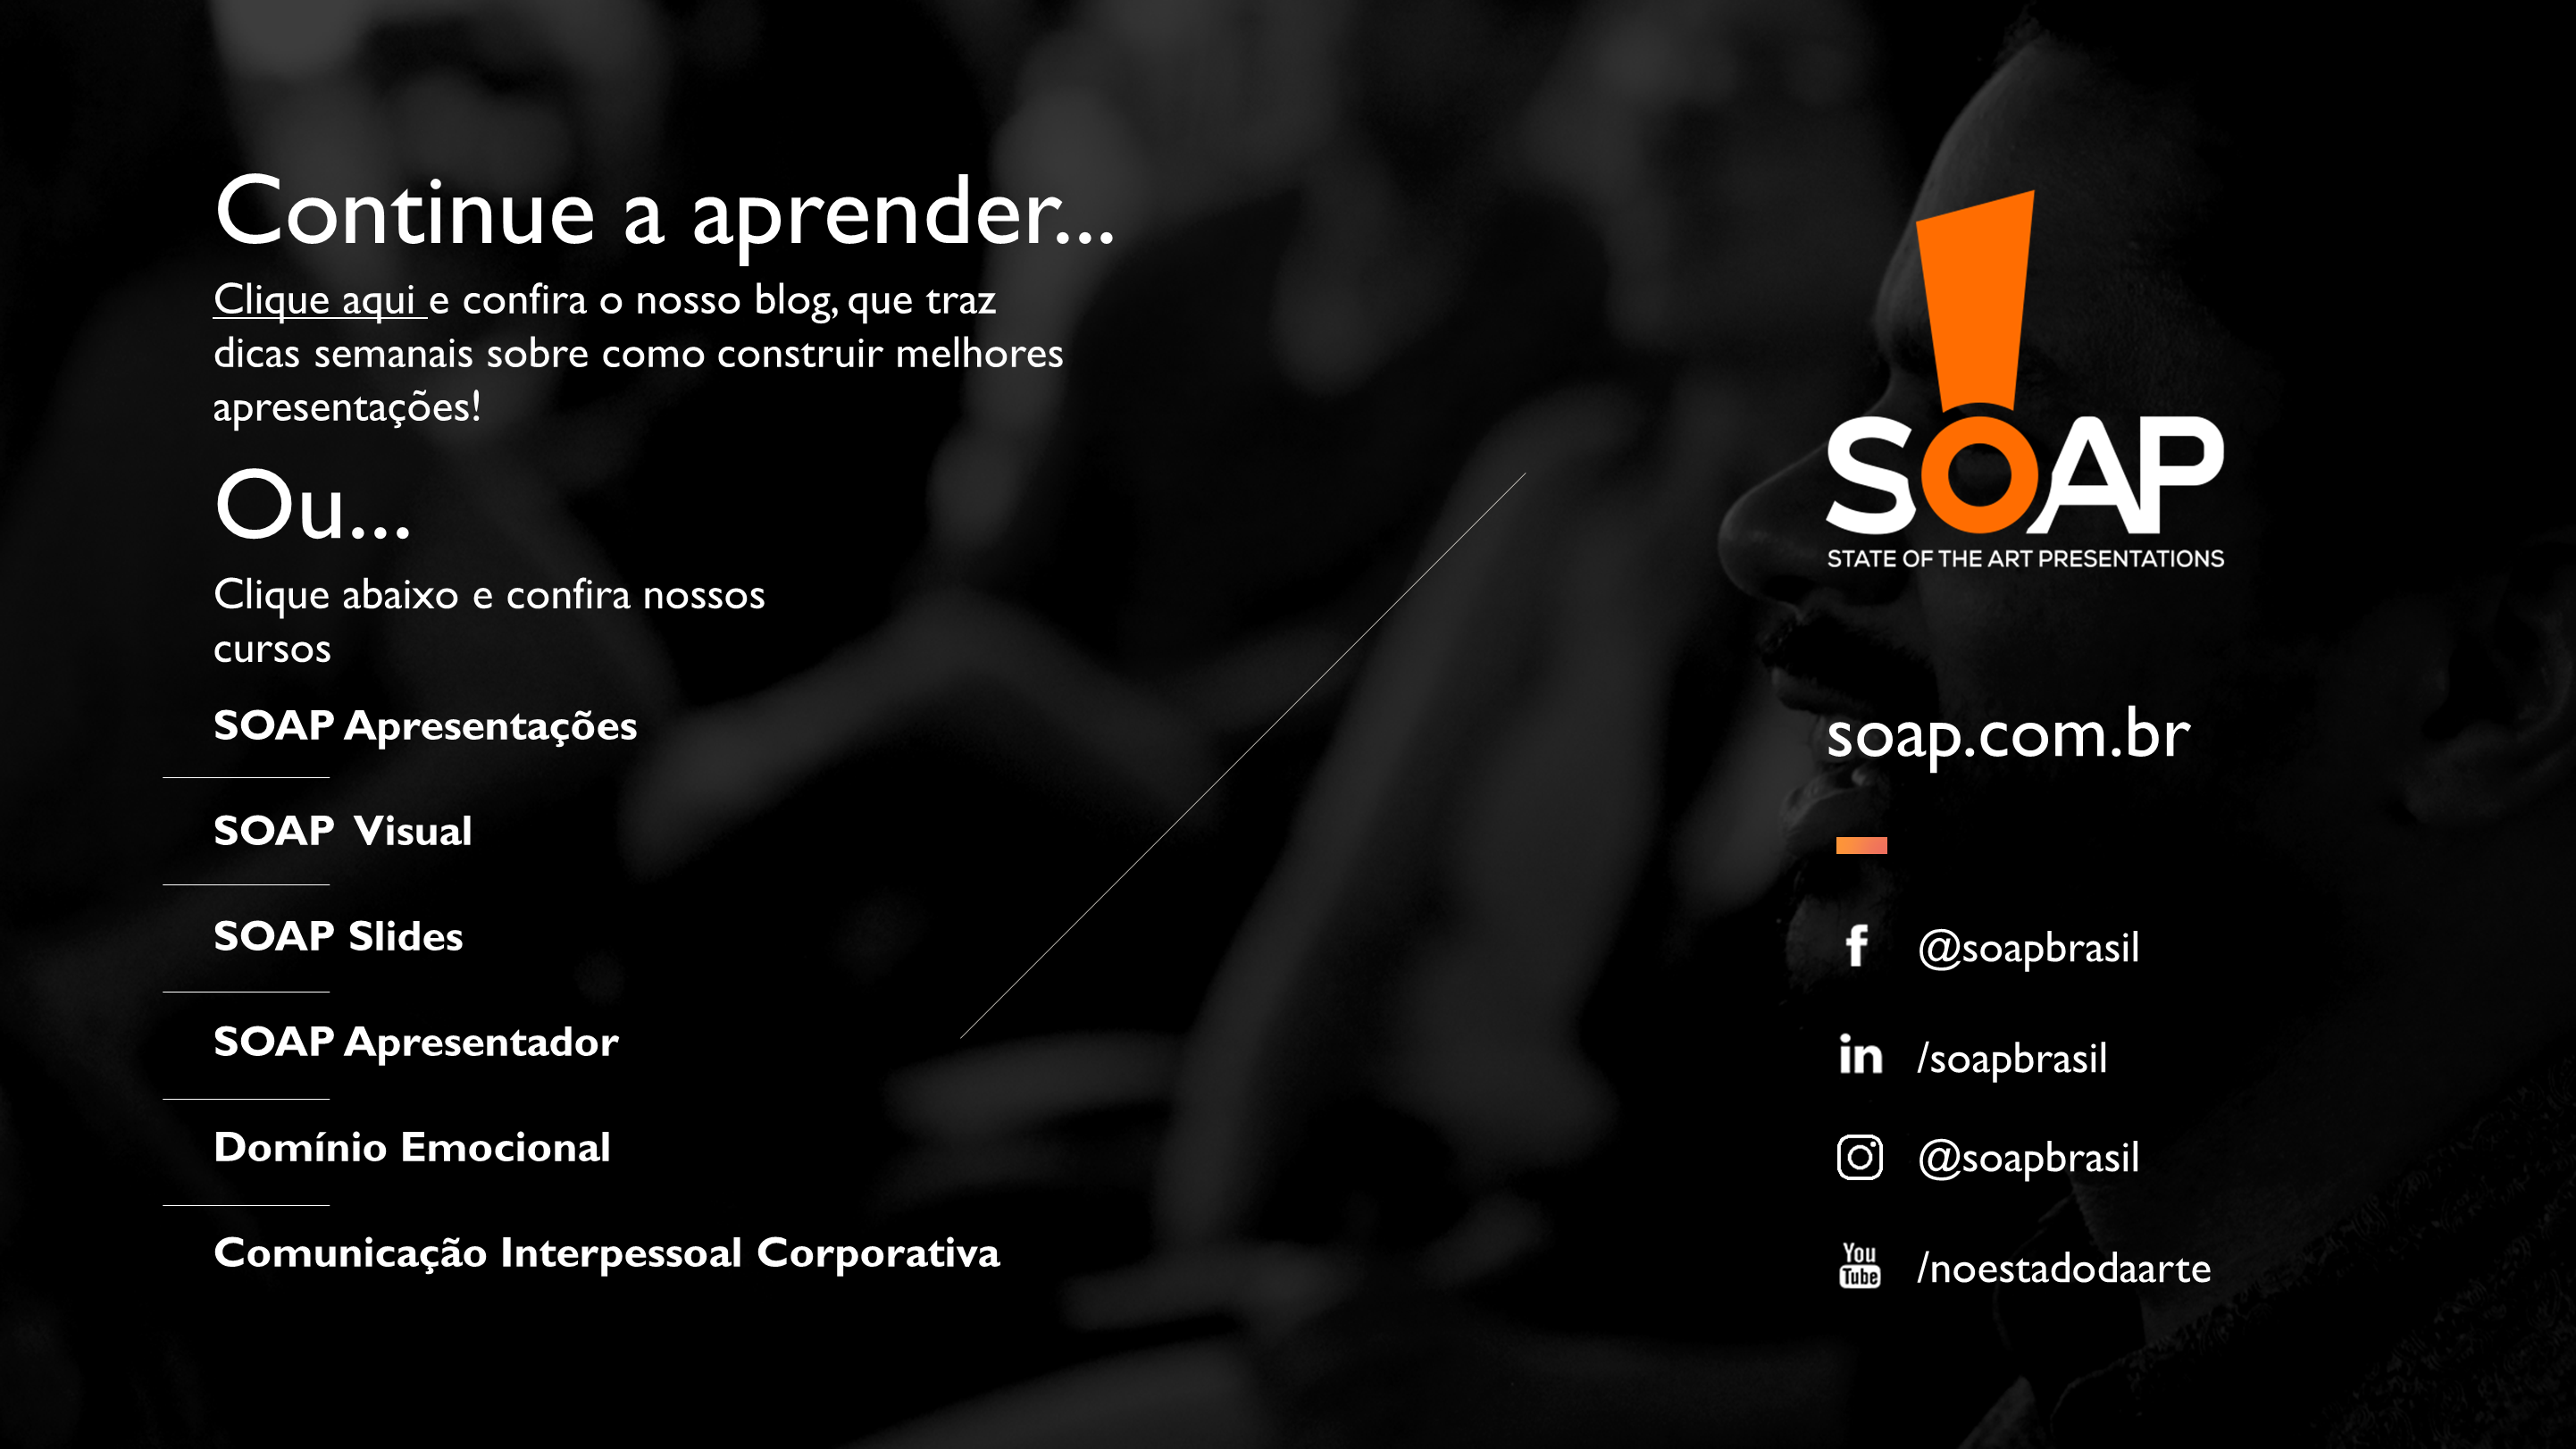 Continue a aprender...
Clique aqui e confira o nosso blog, que traz
dicas semanais sobre como construir melhores
apresentações!
Ou...
Clique abaixo e confira nossos
cursos
SOAP Apresentações
SOAP Visual
SOAP Slides
SOAP Apresentador
Domínio Emocional
Comunicação Interpessoal Corporativa
SOAP
STATE OF THE ART PRESENTATIONS
soap.com.br
f @soapbrasil
in /soapbrasil
@soapbrasil
You
Tube /noestadodaarte